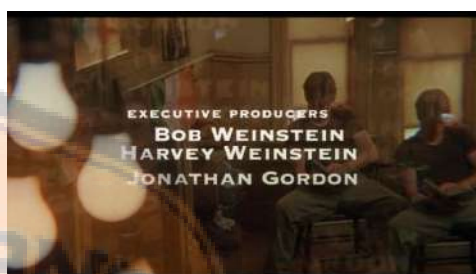 EXECUTIVE PRODUCERS
BOB WEINSTEIN
HARVEY WEINSTEIN
JONATHAN GORDON